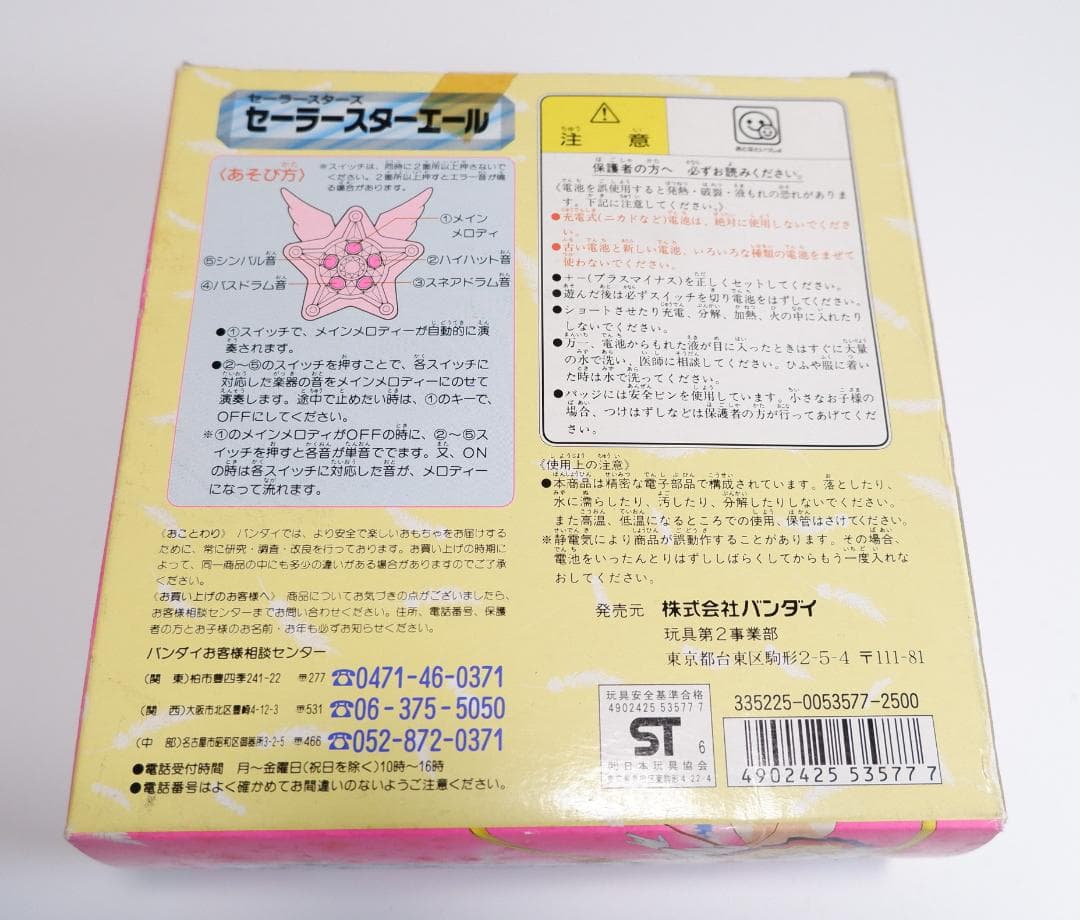 セーラースターズ
セーラースターエール
〈あそび方〉
※スイッチは、同時に2箇所以上押さないで
ください。2箇所以上押すとエラー音が鳴
る場合があります。
①メイン
メロディ
⑤シンバル音
②ハイハット音
④バスドラム音
③スネアドラム音
●①スイッチで、メインメロディーが自動的に演
奏されます。
●②〜⑤のスイッチを押すことで、各スイッチに
対応した楽器の音をメインメロディーにのせて
演奏します。途中で止めたい時は、①のキーで、
OFFにしてください。
※①のメインメロディがOFFの時に、②〜⑤ス
イッチを押すと各音が単音ででます。又、ON
の時は各スイッチに対応した音が、メロディー
になって流れます。
《おことわり》 バンダイでは、より安全で楽しいおもちゃをお届けする
ために、常に研究・調査・改良を行っております。お買い上げの時期に
よって、同一商品の中にも多少の違いがある場合がありますのでご了承
ください。
《お買い上げのお客様へ》 商品についてお気づきの点がございましたら、
お客様相談センターまでお問い合わせください。住所、電話番号、保護
者の方とお子様のお名前・お年も必ずお知らせください。
バンダイお客様相談センター
(関 東)柏市豊四季241-22 〠277 ☎0471-46-0371
(関 西)大阪市北区豊崎4-12-3 〠531 ☎06-375-5050
(中 部)名古屋市昭和区御器所3-2-5 〠466 ☎052-872-0371
●電話受付時間 月〜金曜日(祝日を除く)10時〜16時
●電話番号はよく確かめてお間違いのないようご注意ください。
注意
保護者の方へ 必ずお読みください。
〈電池を誤使用すると発熱・破裂・液もれの恐れがありま
す。下記に注意してください。〉
●充電式(ニカドなど)電池は、絶対に使用しないでくださ
い。
●古い電池と新しい電池、いろいろな種類の電池をまぜて
使わないでください。
●+−(プラスマイナス)を正しくセットしてください。
●遊んだ後は必ずスイッチを切り電池をはずしてください。
●ショートさせたり充電、分解、加熱、火の中に入れたり
しないでください。
●万一、電池からもれた液が目に入ったときはすぐに大量
の水で洗い、医師に相談してください。ひふや服に着い
た時は水で洗ってください。
●バッジには安全ピンを使用しています。小さなお子様の
場合、つけはずしなどは保護者の方が行ってあげてくだ
さい。
《使用上の注意》
●本商品は精密な電子部品で構成されています。落としたり、
水に濡らしたり、汚したり、分解したりしないでください。
また高温、低温になるところでの使用、保管はさけてください。
※静電気により商品が誤動作することがあります。その場合、
電池をいったんとりはずししばらくしてからもう一度入れな
おしてください。
発売元 株式会社バンダイ
玩具第2事業部
東京都台東区駒形2-5-4 〒111-81
玩具安全基準合格
4902425 53577 7
ST 6
(社)日本玩具協会
335225-0053577-2500
4902425 535777